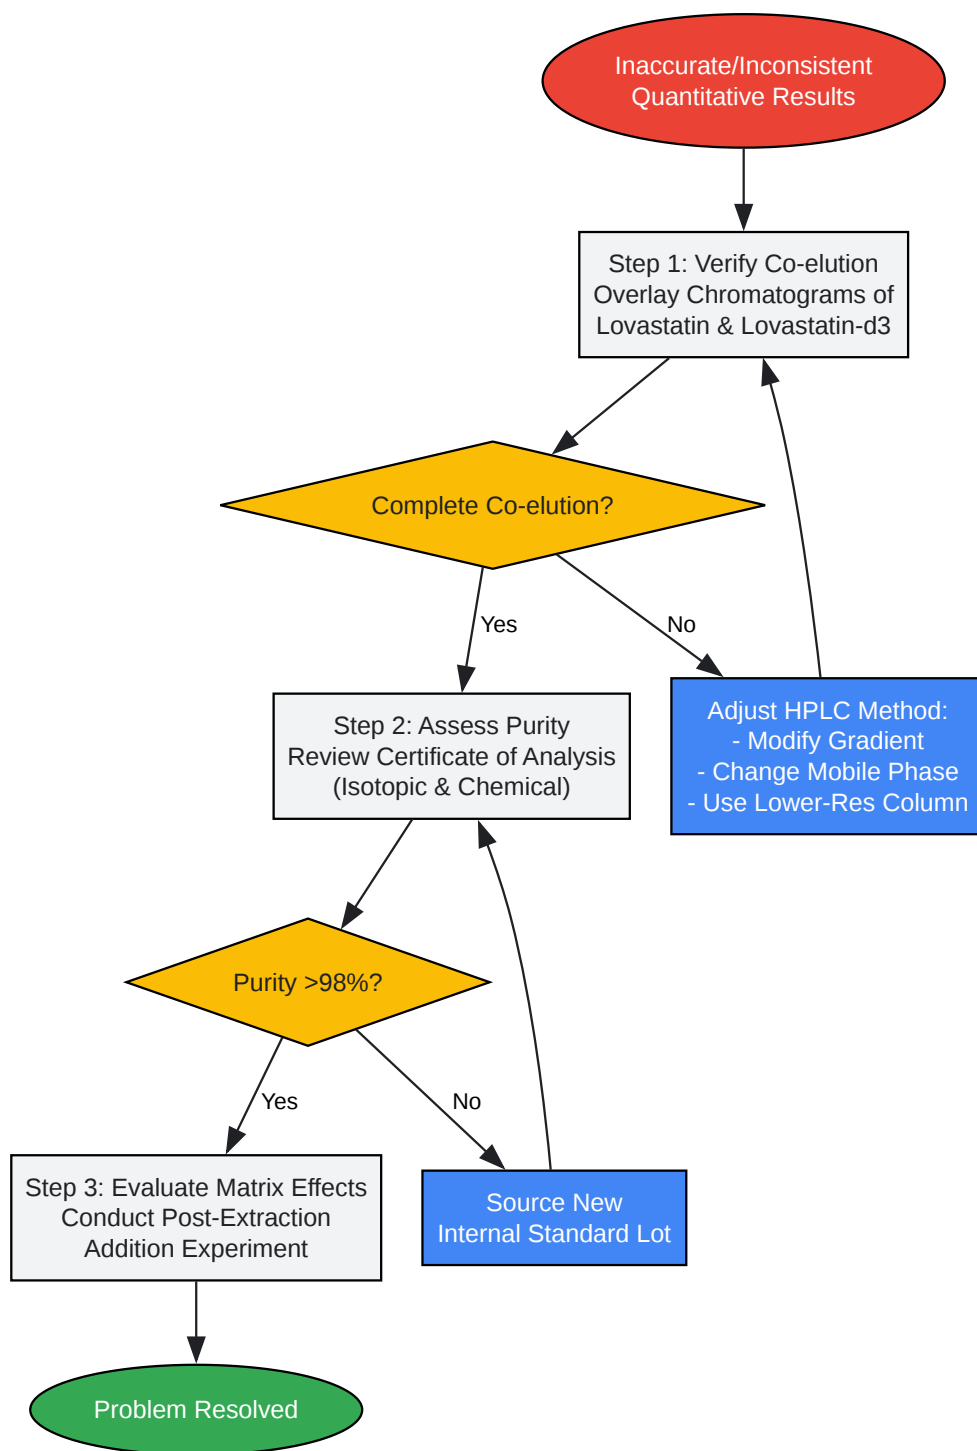 Inaccurate/Inconsistent
Quantitative Results
Step 1: Verify Co-elution
Overlay Chromatograms of
Lovastatin & Lovastatin-d3
Complete Co-elution?
Yes
No
Step 2: Assess Purity
Review Certificate of Analysis
(Isotopic & Chemical)
Adjust HPLC Method:
- Modify Gradient
- Change Mobile Phase
- Use Lower-Res Column
Purity >98%?
Yes
No
Step 3: Evaluate Matrix Effects
Conduct Post-Extraction
Addition Experiment
Source New
Internal Standard Lot
Problem Resolved